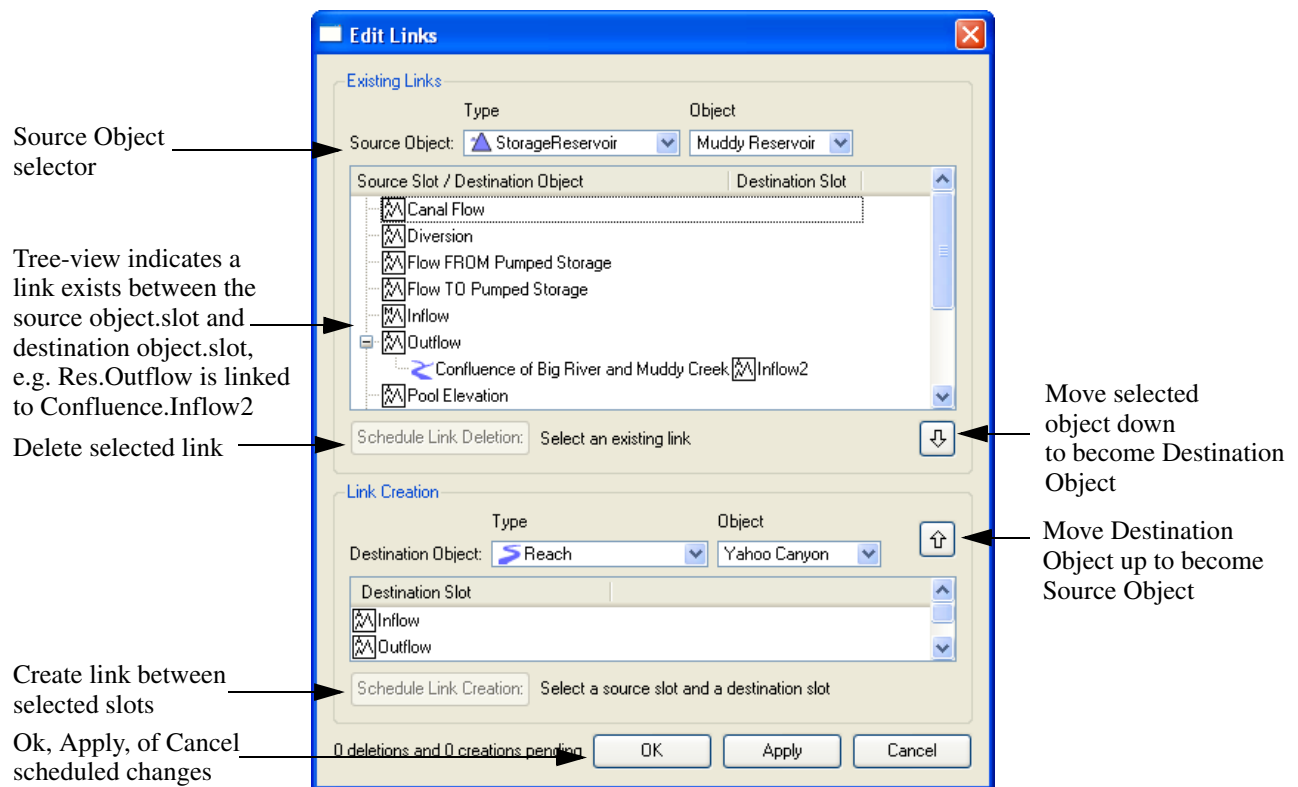 Edit Links
Existing Links
Type Object
Source Object: StorageReservoir Muddy Reservoir
Source Slot / Destination Object Destination Slot
Canal Flow
Diversion
Flow FROM Pumped Storage
Flow TO Pumped Storage
Inflow
Outflow
Confluence of Big River and Muddy Creek Inflow2
Pool Elevation
Schedule Link Deletion: Select an existing link
Link Creation
Type Object
Destination Object: Reach Yahoo Canyon
Destination Slot
Inflow
Outflow
Schedule Link Creation: Select a source slot and a destination slot
0 deletions and 0 creations pending OK Apply Cancel
Source Object
selector
Tree-view indicates a
link exists between the
source object.slot and
destination object.slot,
e.g. Res.Outflow is linked
to Confluence.Inflow2
Delete selected link
Create link between
selected slots
Ok, Apply, of Cancel
scheduled changes
Move selected
object down
to become Destination
Object
Move Destination
Object up to become
Source Object